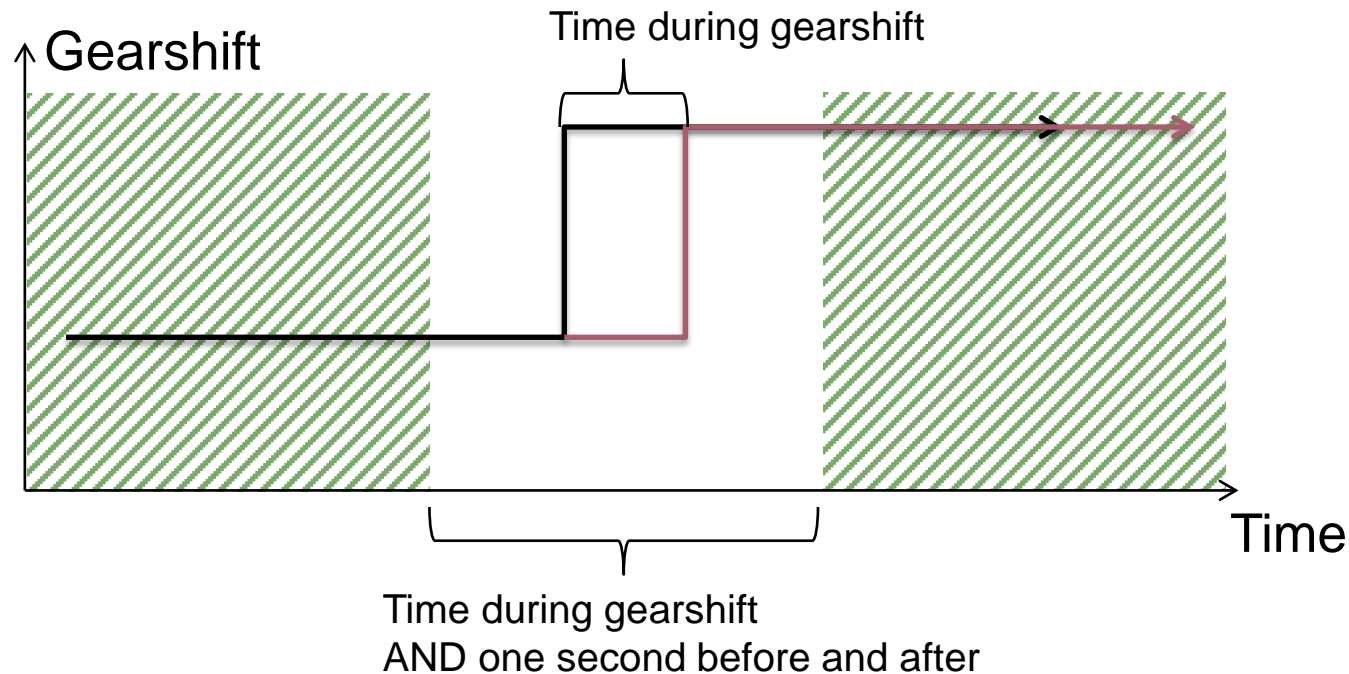 Time during gearshift
Gearshift
Time
Time during gearshift
AND one second before and after